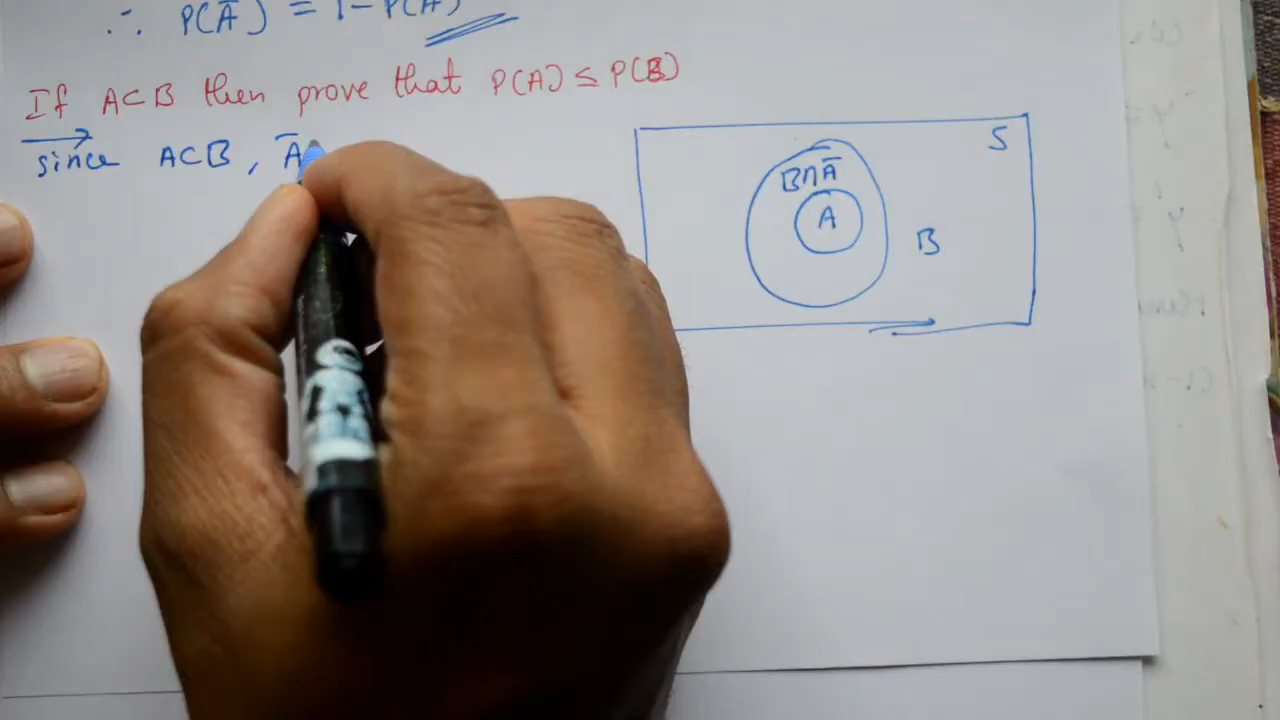 ∴ P(Ā) = 1 - P(A)
If A⊂B then prove that P(A) ≤ P(B)
since A⊂B, Ā
S
B∩Ā
A
B